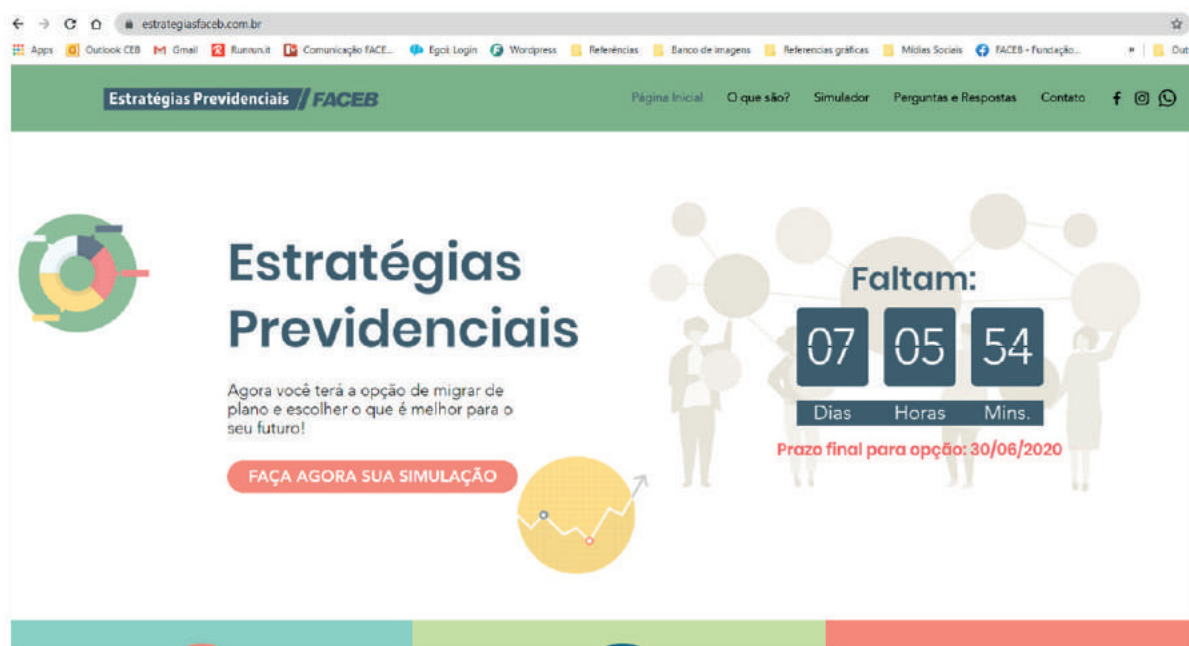 estrategiasfaceb.com.br
Apps Outlook CEB Gmail Runrun.it Comunicação FACE... Egoi: Login Wordpress Referências Banco de imagens Referencias gráficas Mídias Sociais FACEB - Fundação... » Out
Estratégias Previdenciais // FACEB
Página Inicial O que são? Simulador Perguntas e Respostas Contato
Estratégias
Previdenciais
Agora você terá a opção de migrar de
plano e escolher o que é melhor para o
seu futuro!
FAÇA AGORA SUA SIMULAÇÃO
Faltam:
07 05 54
Dias Horas Mins.
Prazo final para opção: 30/06/2020